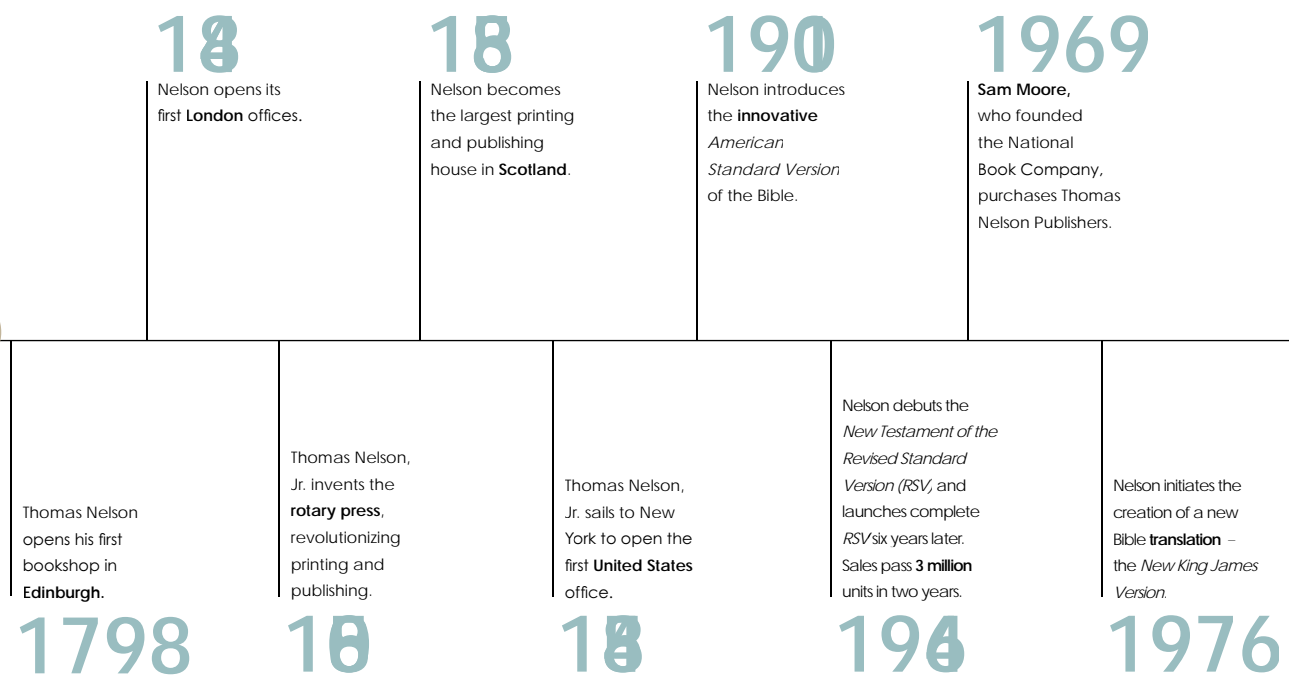 Nelson opens its
first London offices.
Nelson becomes
the largest printing
and publishing
house in Scotland.
Nelson introduces
the innovative
American
Standard Version
of the Bible.
1969
Sam Moore,
who founded
the National
Book Company,
purchases Thomas
Nelson Publishers.
Thomas Nelson
opens his first
bookshop in
Edinburgh.
1798
Thomas Nelson,
Jr. invents the
rotary press,
revolutionizing
printing and
publishing.
Thomas Nelson,
Jr. sails to New
York to open the
first United States
office.
Nelson debuts the
New Testament of the
Revised Standard
Version (RSV) and
launches complete
RSV six years later.
Sales pass 3 million
units in two years.
Nelson initiates the
creation of a new
Bible translation –
the New King James
Version.
1976